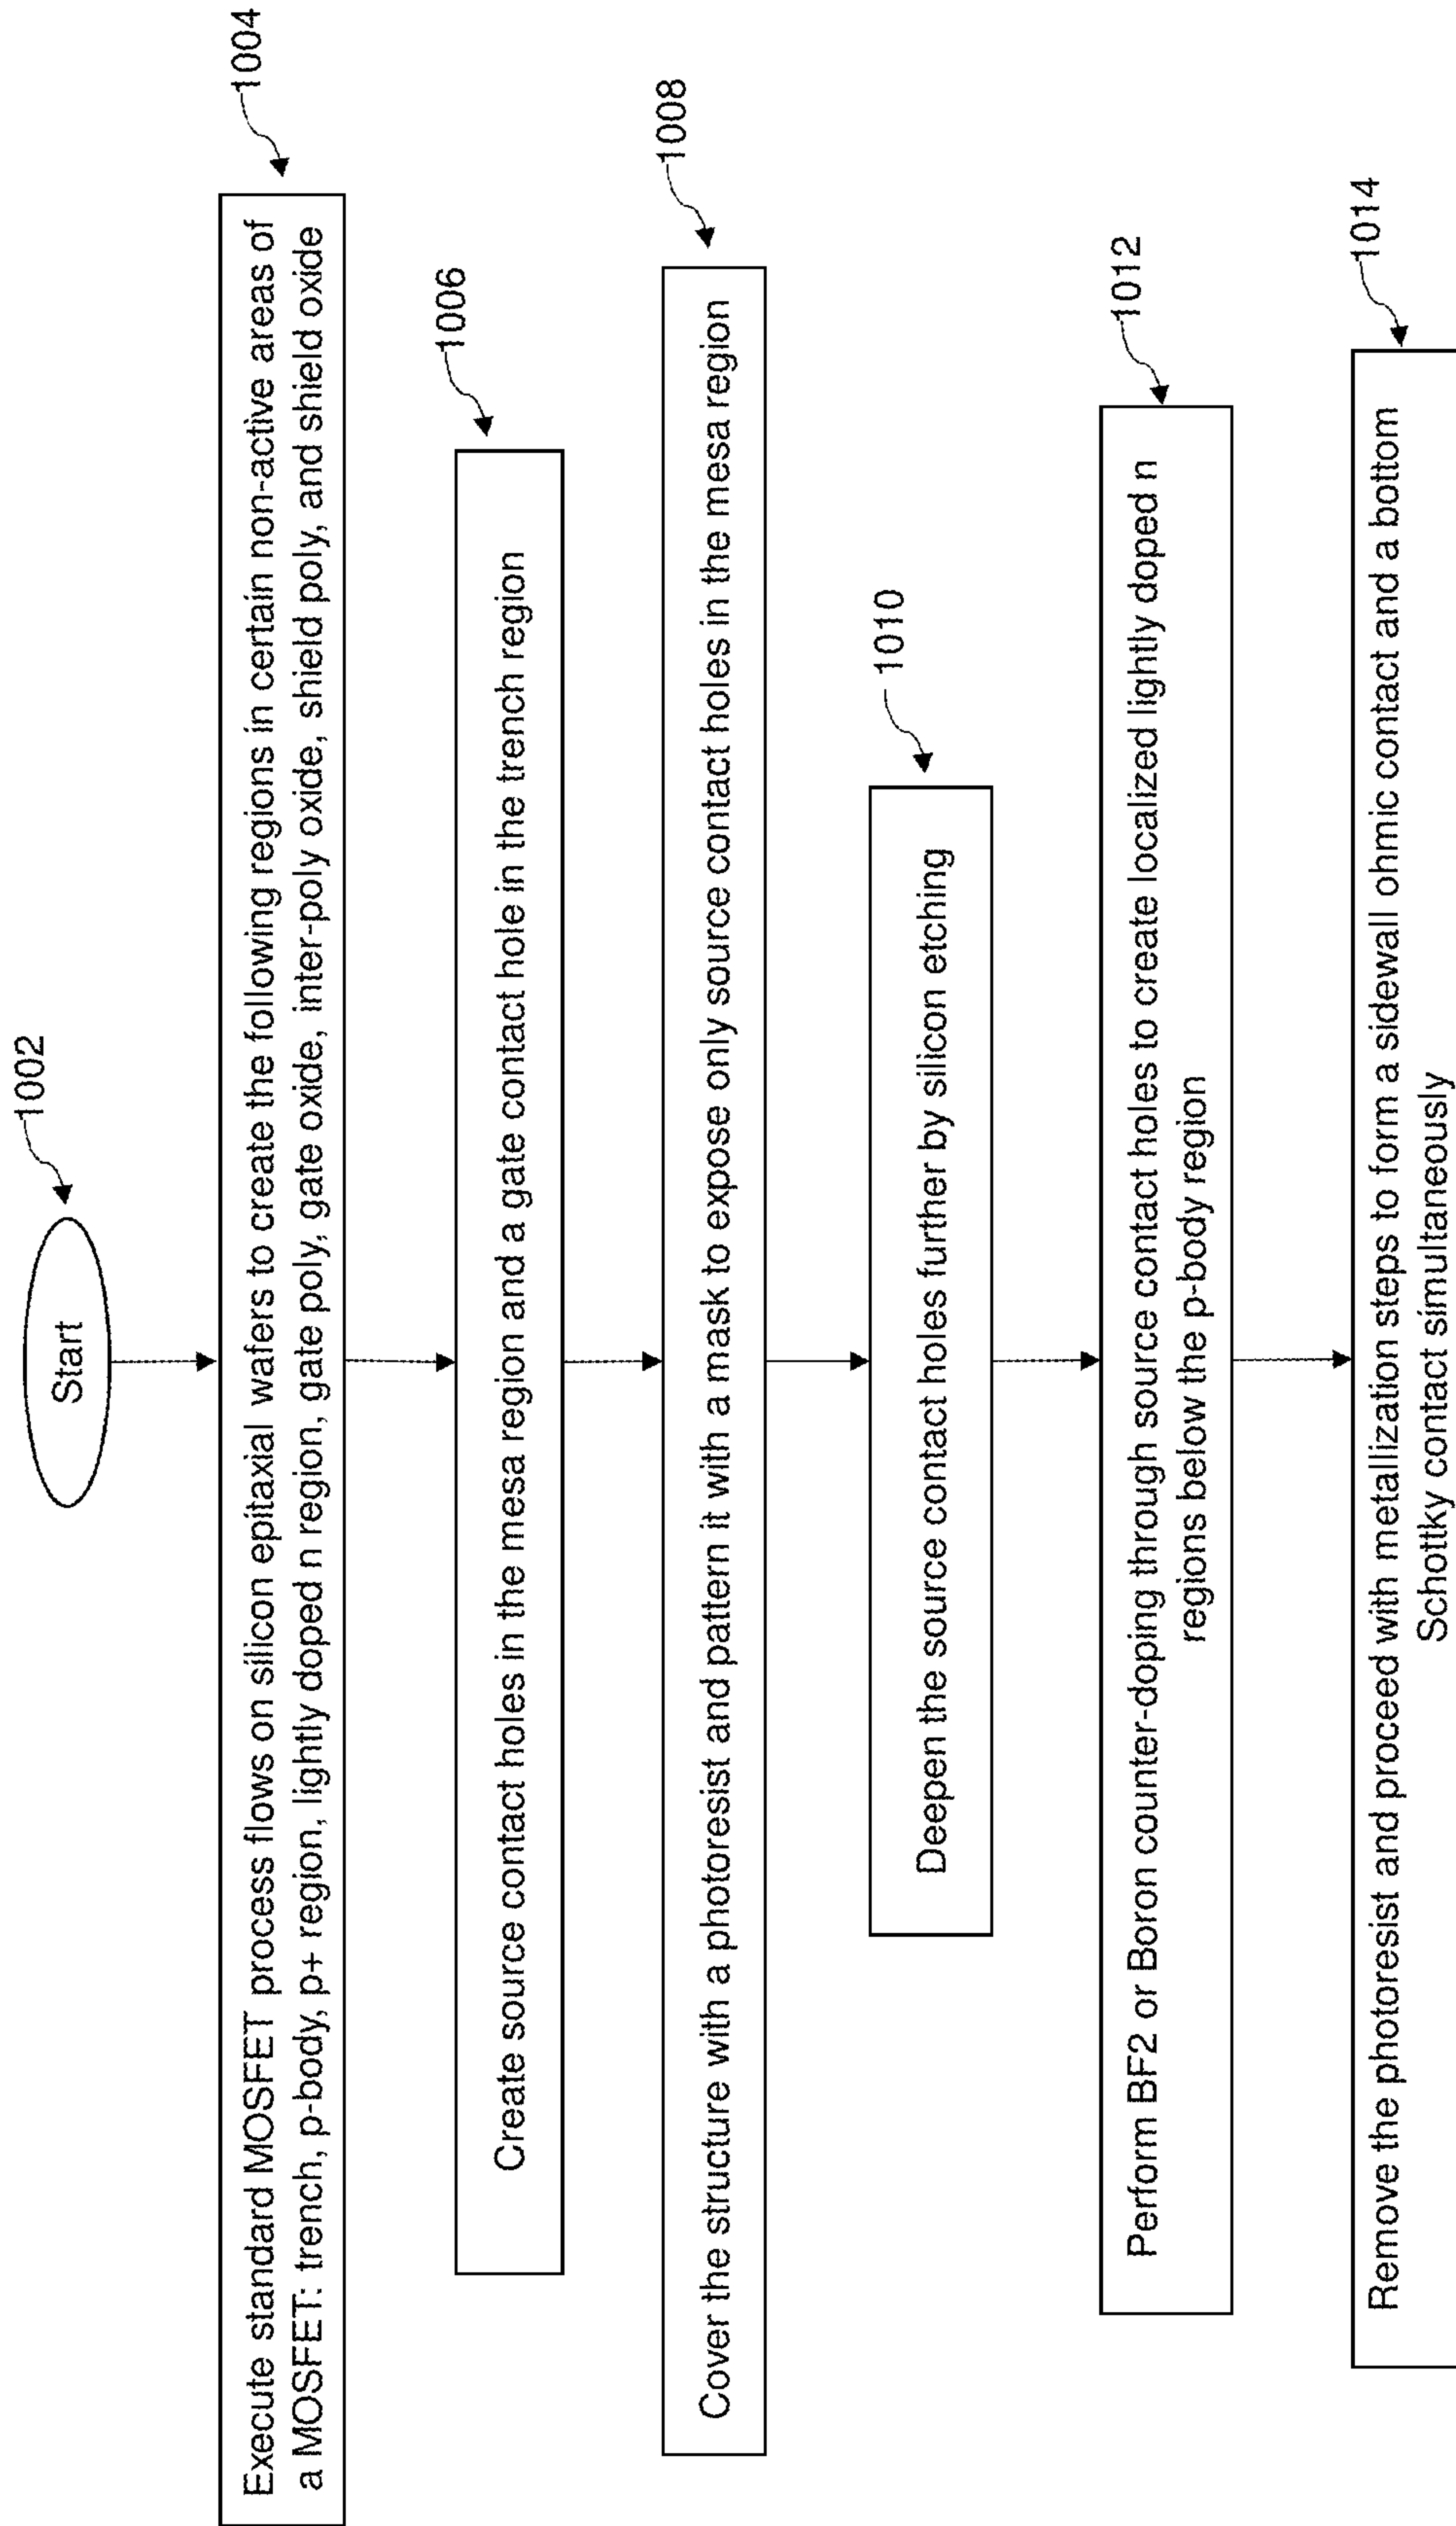 1002
Start
1004
Execute standard MOSFET process flows on silicon epitaxial wafers to create the following regions in certain non-active areas of
a MOSFET: trench, p-body, p+ region, lightly doped n region, gate poly, gate oxide, inter-poly oxide, shield poly, and shield oxide
1006
Create source contact holes in the mesa region and a gate contact hole in the trench region
1008
Cover the structure with a photoresist and pattern it with a mask to expose only source contact holes in the mesa region
1010
Deepen the source contact holes further by silicon etching
1012
Perform BF2 or Boron counter-doping through source contact holes to create localized lightly doped n
regions below the p-body region
1014
Remove the photoresist and proceed with metallization steps to form a sidewall ohmic contact and a bottom
Schottky contact simultaneously